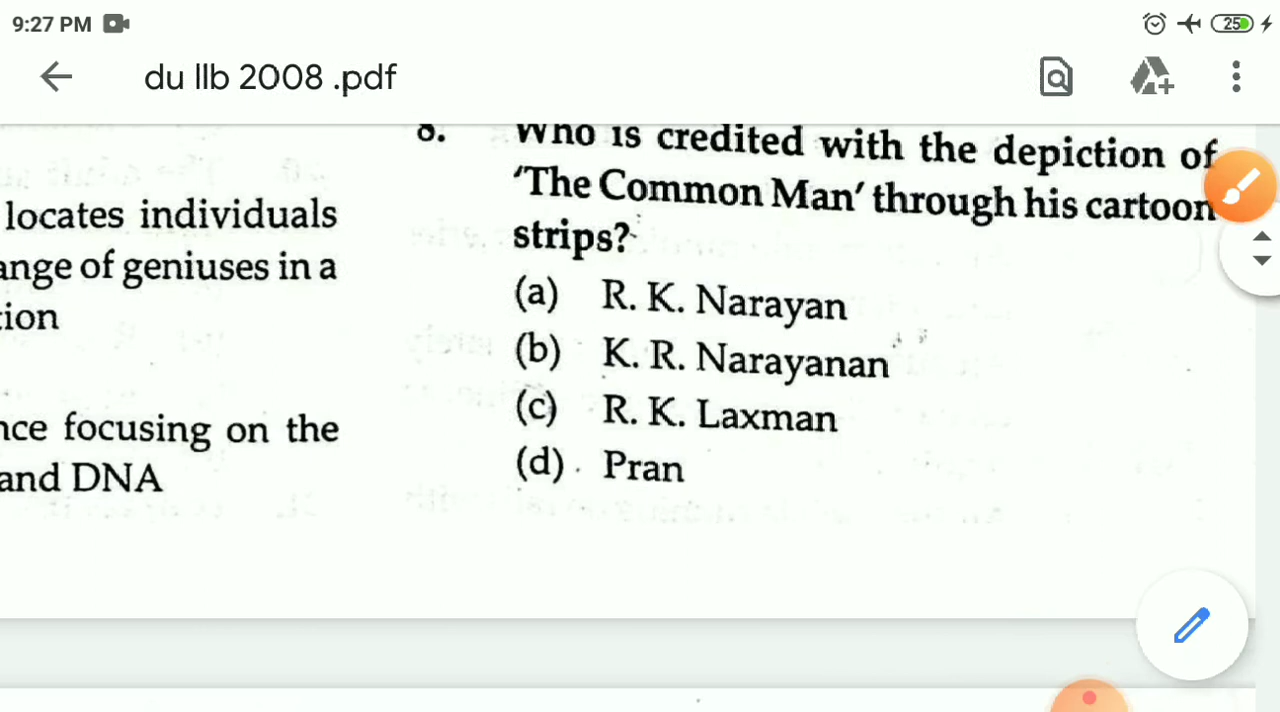 9:27 PM
25
du llb 2008 .pdf
locates individuals
ange of geniuses in a
ion
nce focusing on the
and DNA
8. Who is credited with the depiction of
'The Common Man' through his cartoon
strips?
(a) R. K. Narayan
(b) K. R. Narayanan
(c) R. K. Laxman
(d) Pran